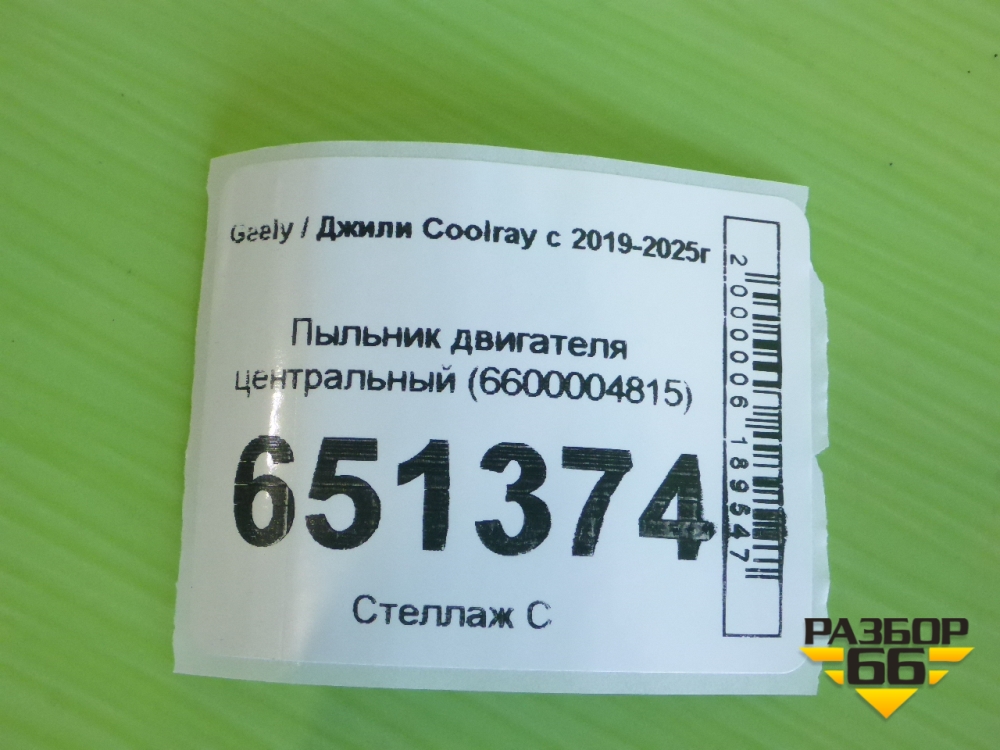 Geely / Джили Coolray с 2019-2025г
Пыльник двигателя
центральный (6600004815)
651374
Стеллаж С
2000006189547
РАЗБОР
66